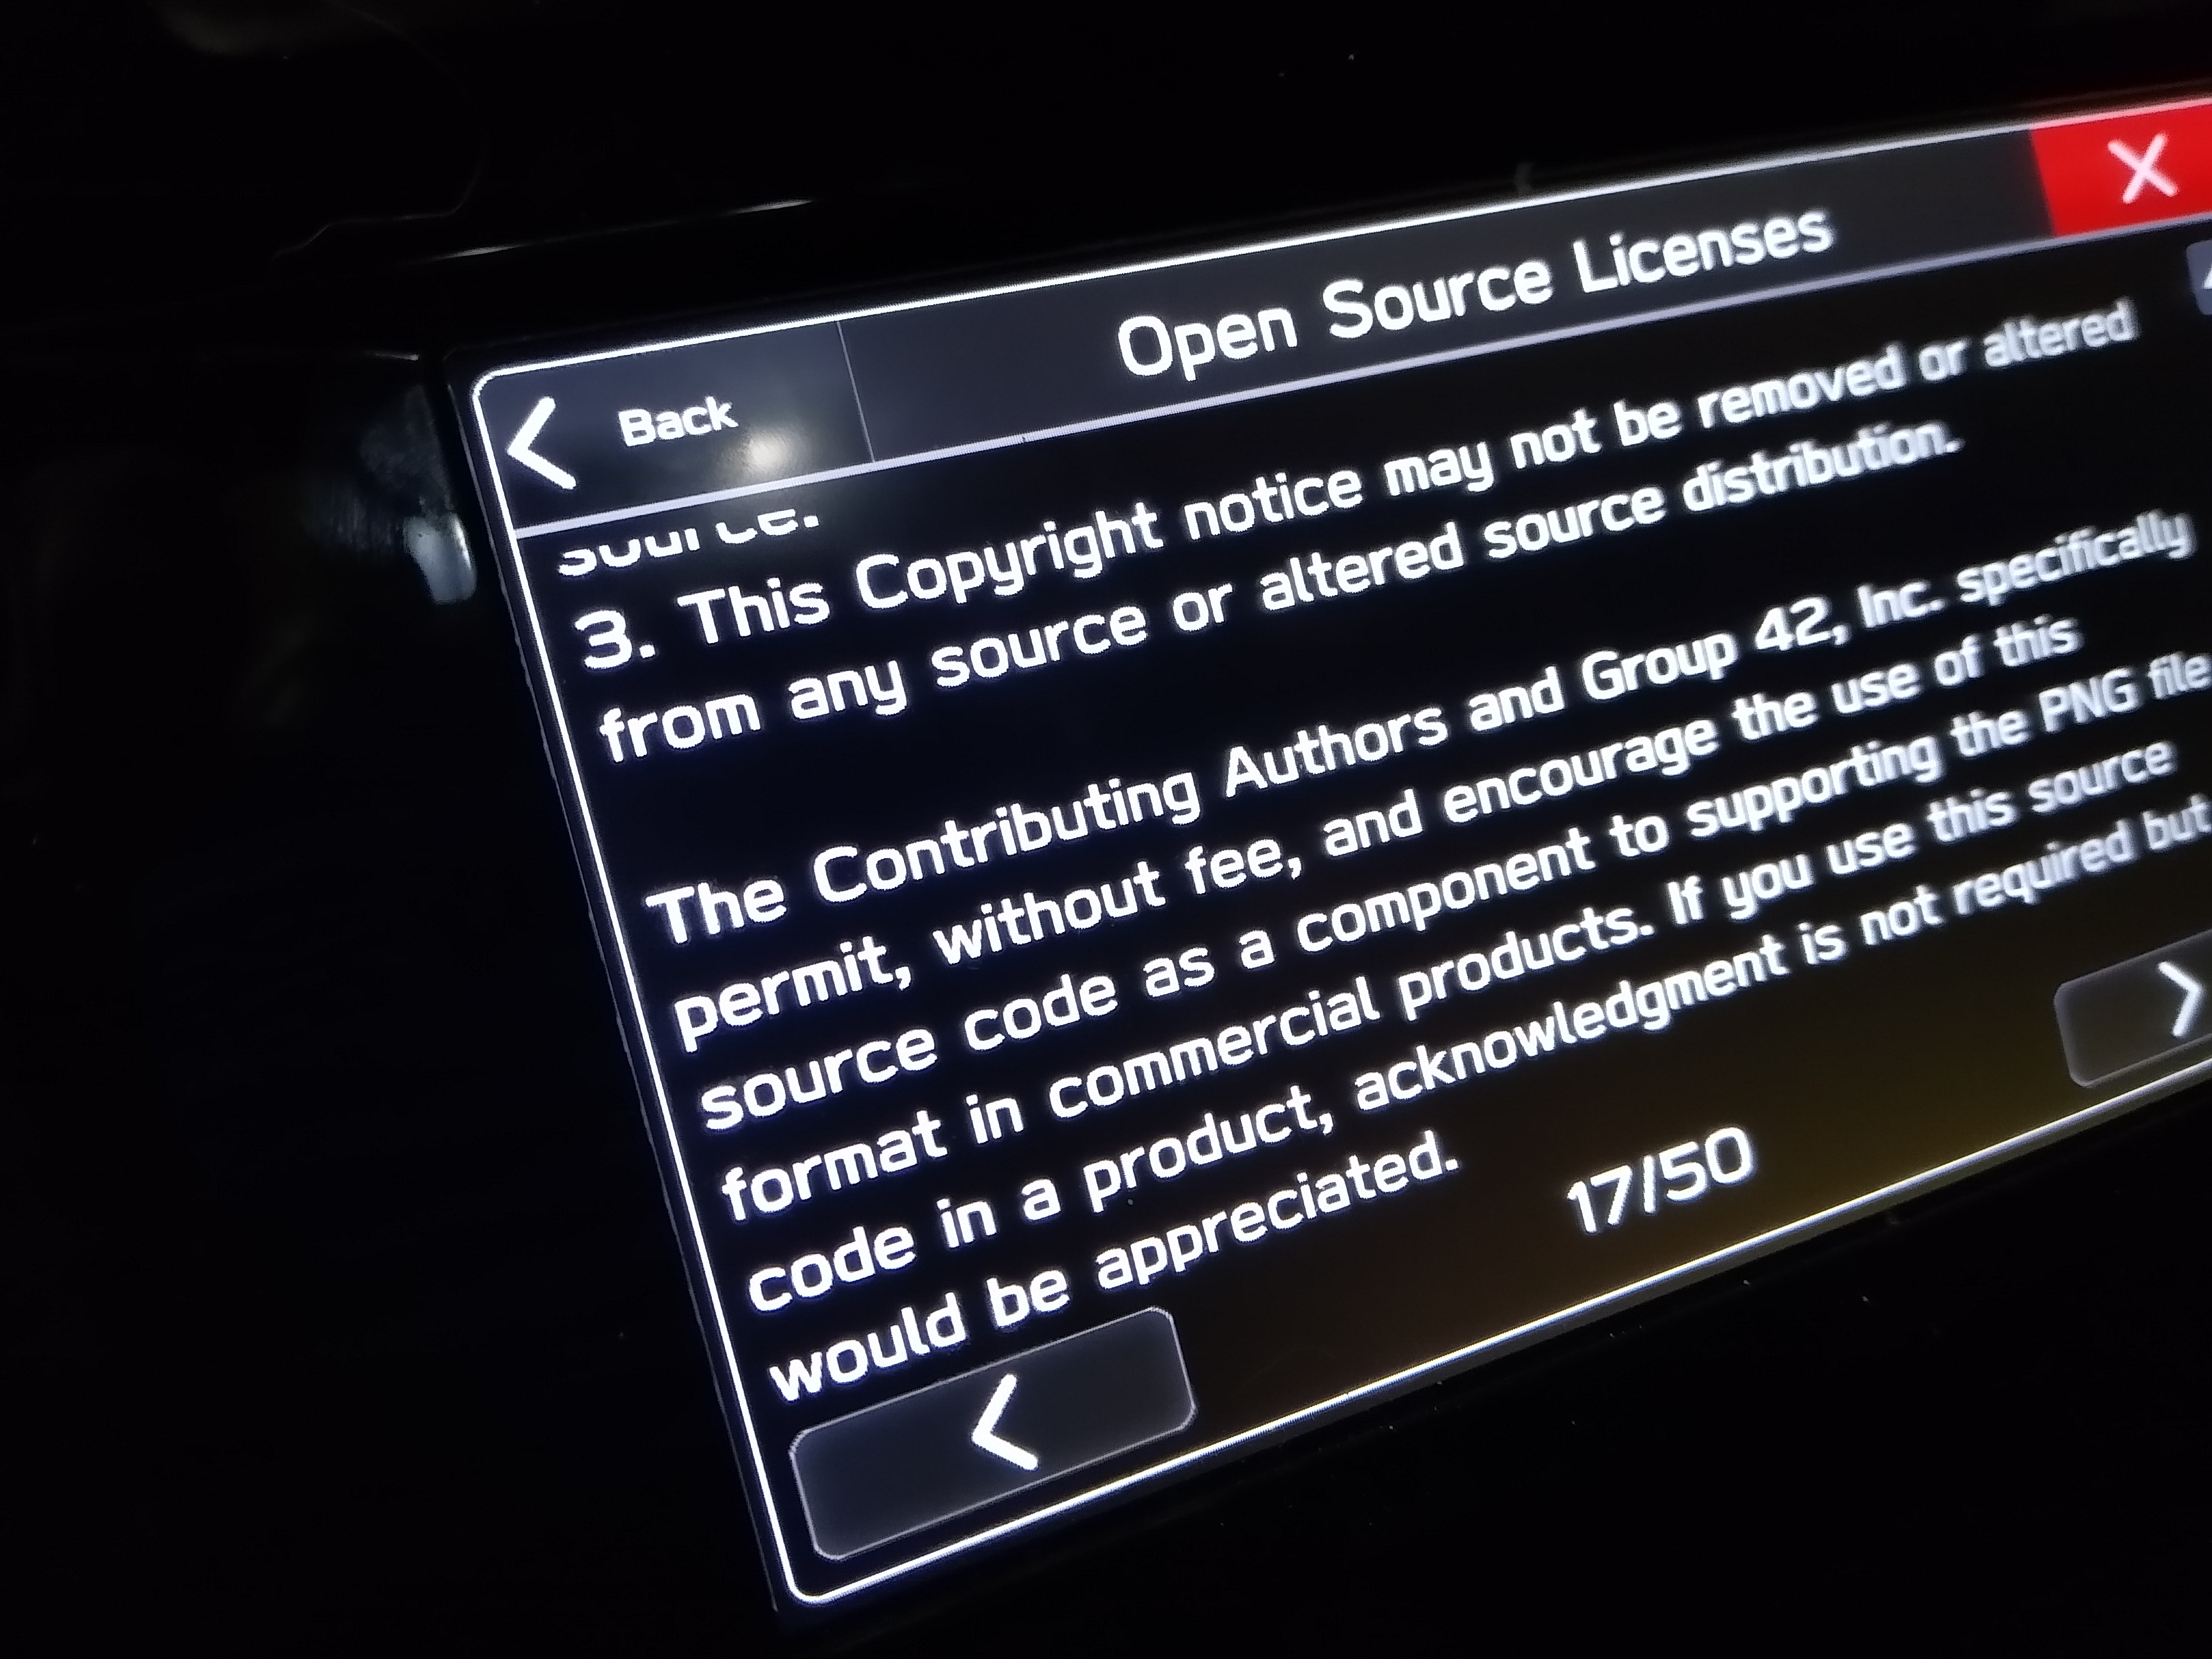 Open Source Licenses
Back
source.
3. This Copyright notice may not be removed or altered
from any source or altered source distribution.
The Contributing Authors and Group 42, Inc. specifically
permit, without fee, and encourage the use of this
source code as a component to supporting the PNG file
format in commercial products. If you use this source
code in a product, acknowledgment is not required but
would be appreciated.
17/50